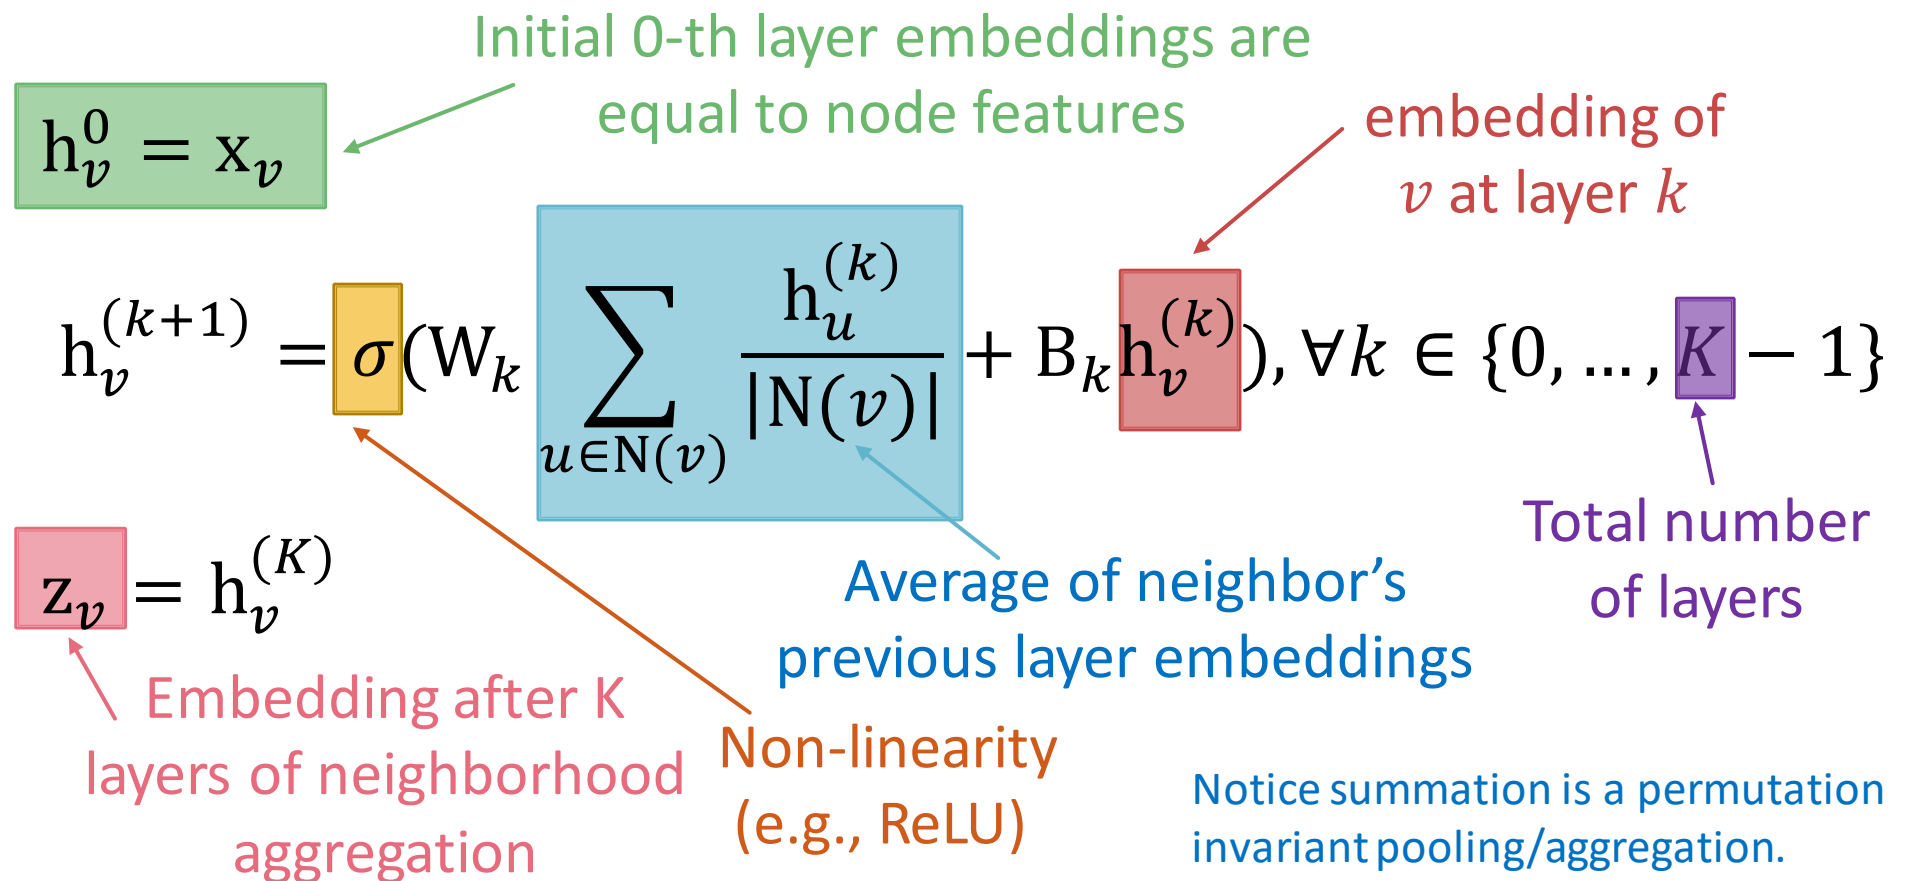 Initial 0-th layer embeddings are
equal to node features
h_v^0 = x_v
embedding of
v at layer k
h_v^{(k+1)} = σ(W_k ∑_{u∈N(v)} \frac{h_u^{(k)}}{|N(v)|} + B_k h_v^{(k)}), ∀k ∈ {0, …, K − 1}
Total number
of layers
z_v = h_v^{(K)}
Average of neighbor’s
previous layer embeddings
Embedding after K
layers of neighborhood
aggregation
Non-linearity
(e.g., ReLU)
Notice summation is a permutation
invariant pooling/aggregation.